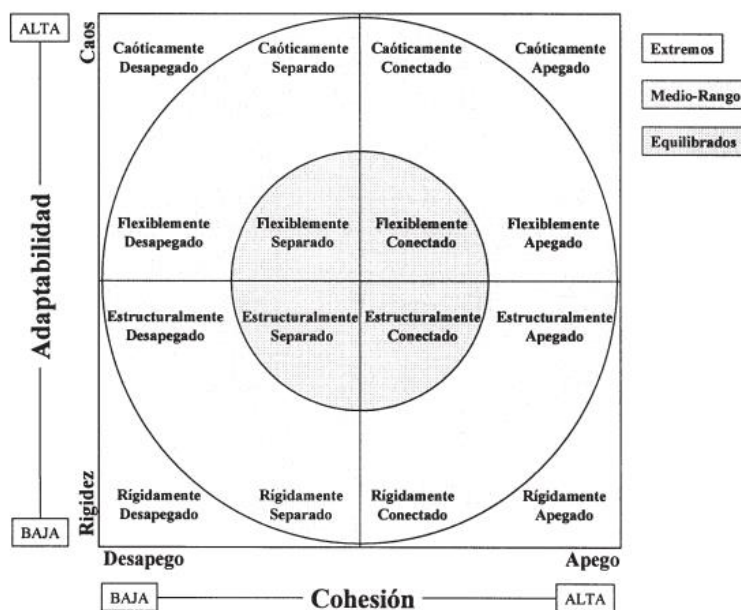 ALTA
Caos
Caóticamente
Desapegado
Caóticamente
Separado
Caóticamente
Conectado
Caóticamente
Apegado
Extremos
Medio-Rango
Equilibrados
Adaptabilidad
Flexiblemente
Desapegado
Flexiblemente
Separado
Flexiblemente
Conectado
Flexiblemente
Apegado
Estructuralmente
Desapegado
Estructuralmente
Separado
Estructuralmente
Conectado
Estructuralmente
Apegado
Rígidamente
Desapegado
Rígidamente
Separado
Rígidamente
Conectado
Rígidamente
Apegado
Rigidez
BAJA
Desapego
Apego
BAJA
Cohesión
ALTA